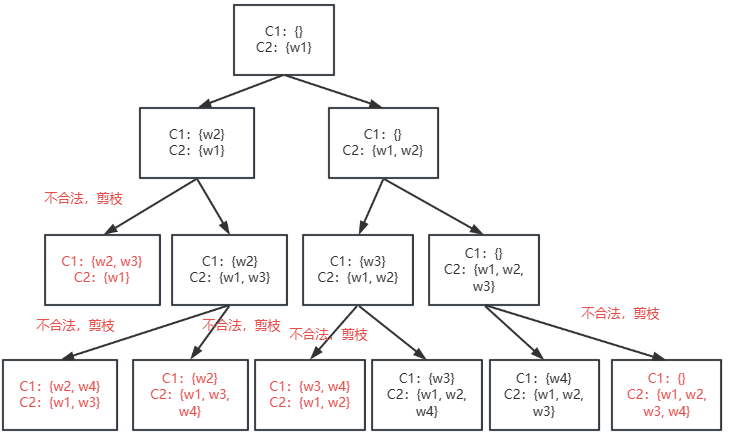 C1：{}
C2：{w1}
C1：{w2}
C2：{w1}
C1：{}
C2：{w1, w2}
不合法，剪枝
C1：{w2, w3}
C2：{w1}
C1：{w2}
C2：{w1, w3}
C1：{w3}
C2：{w1, w2}
C1：{}
C2：{w1, w2,
w3}
不合法，剪枝
不合法，剪枝
不合法，剪枝
不合法，剪枝
C1：{w2, w4}
C2：{w1, w3}
C1：{w2}
C2：{w1, w3,
w4}
C1：{w3, w4}
C2：{w1, w2}
C1：{w3}
C2：{w1, w2,
w4}
C1：{w4}
C2：{w1, w2,
w3}
C1：{}
C2：{w1, w2,
w3, w4}